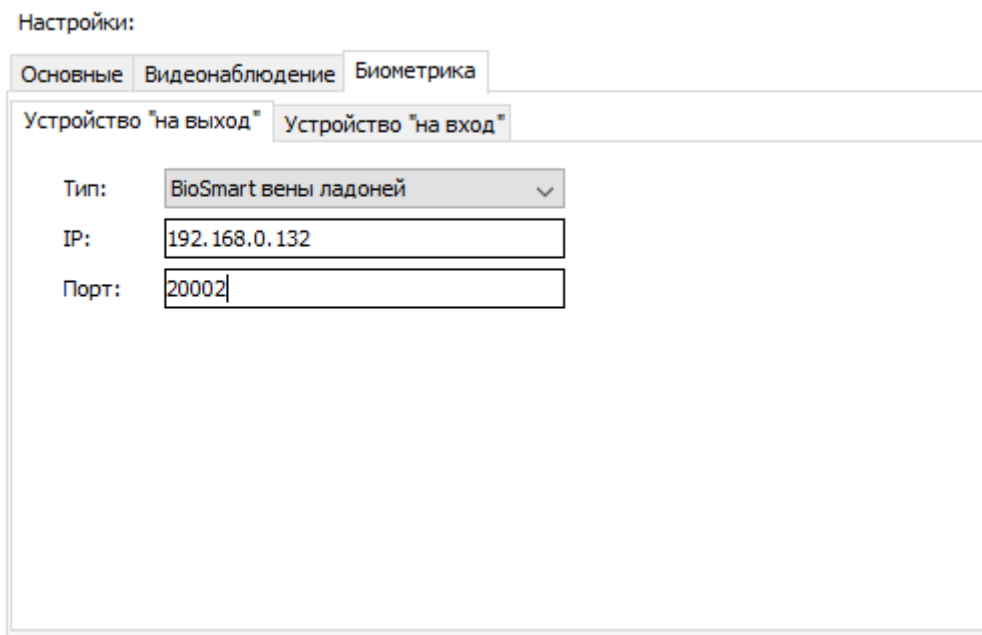 Настройки:
Основные Видеонаблюдение Биометрика
Устройство "на выход" Устройство "на вход"
Тип: BioSmart вены ладоней
IP: 192.168.0.132
Порт: 20002